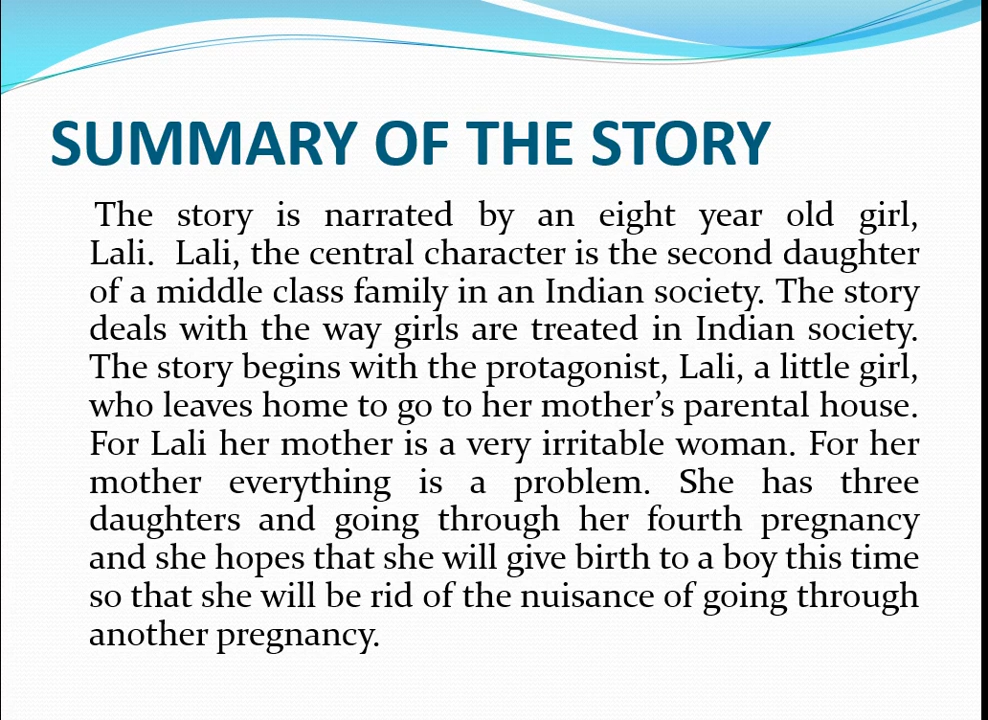 SUMMARY OF THE STORY
The story is narrated by an eight year old girl,
Lali.  Lali, the central character is the second daughter
of a middle class family in an Indian society. The story
deals with the way girls are treated in Indian society.
The story begins with the protagonist, Lali, a little girl,
who leaves home to go to her mother’s parental house.
For Lali her mother is a very irritable woman. For her
mother everything is a problem. She has three
daughters and going through her fourth pregnancy
and she hopes that she will give birth to a boy this time
so that she will be rid of the nuisance of going through
another pregnancy.